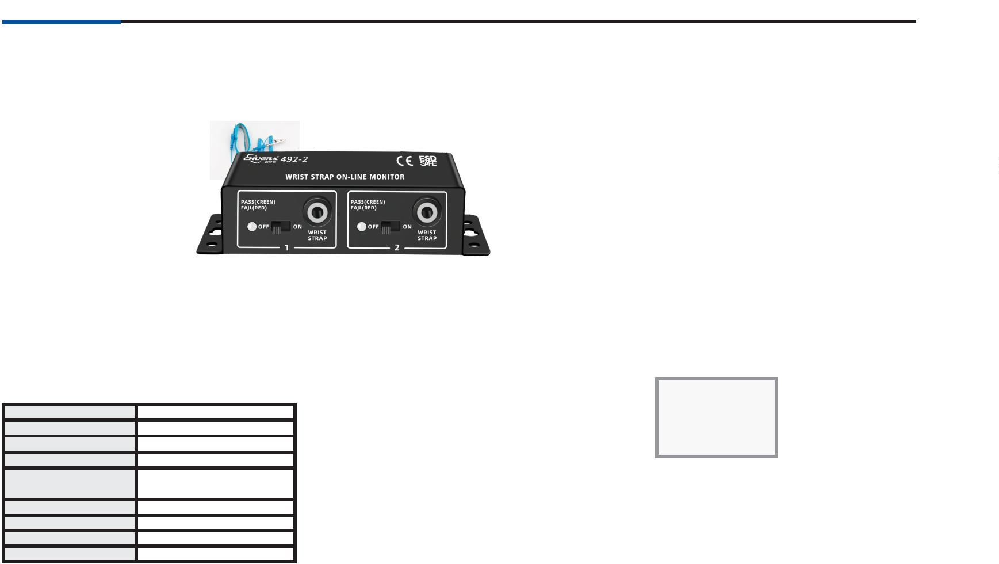 CHUERA® 492-2
创时代
CE ESD SAFE
WRIST STRAP ON-LINE MONITOR
PASS(CREEN)
FAJL(RED)
OFF ON
WRIST
STRAP
1
PASS(CREEN)
FAJL(RED)
OFF ON
WRIST
STRAP
2